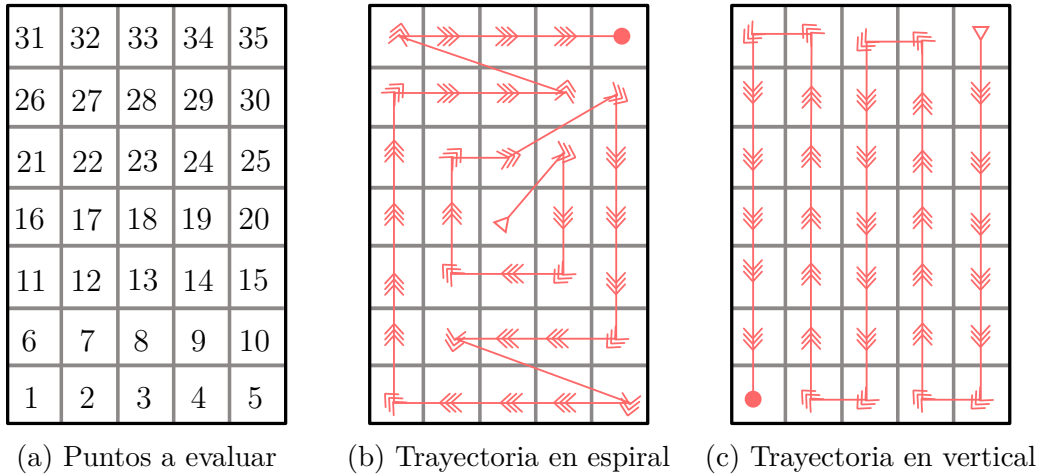 31 32 33 34 35
26 27 28 29 30
21 22 23 24 25
16 17 18 19 20
11 12 13 14 15
6 7 8 9 10
1 2 3 4 5
(a) Puntos a evaluar
(b) Trayectoria en espiral
(c) Trayectoria en vertical